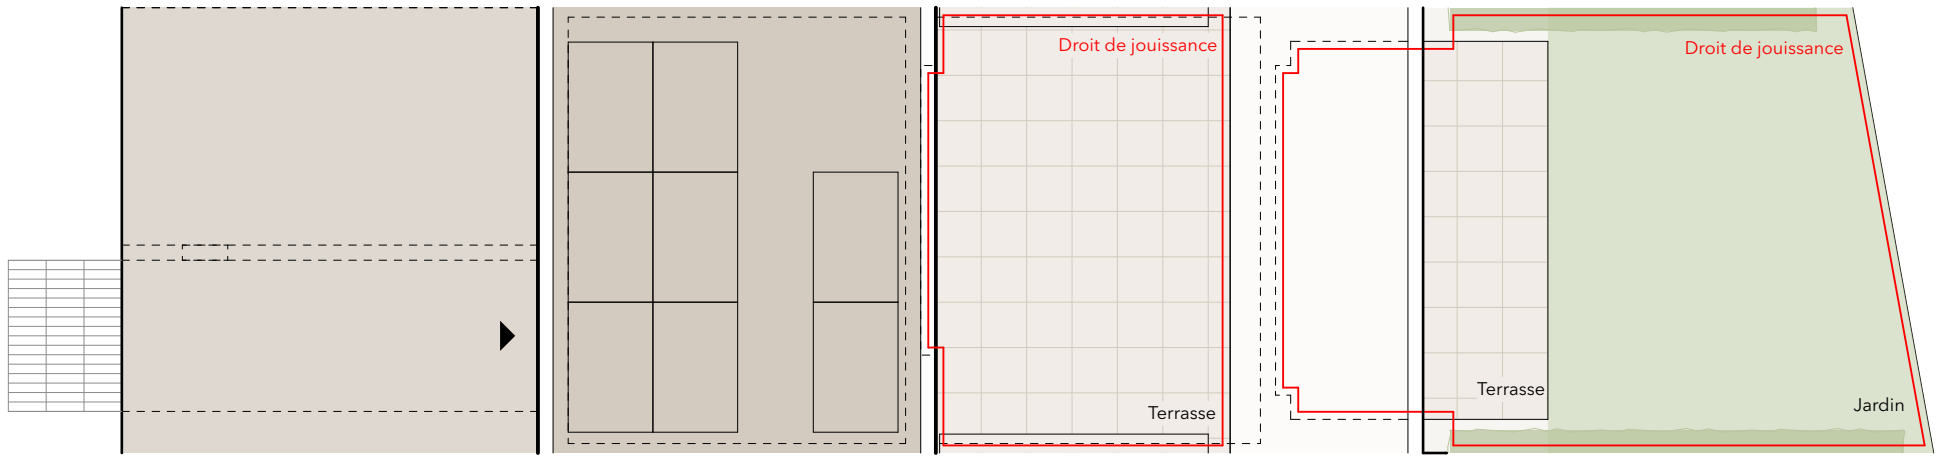 Droit de jouissance
Droit de jouissance
Terrasse
Jardin
Terrasse